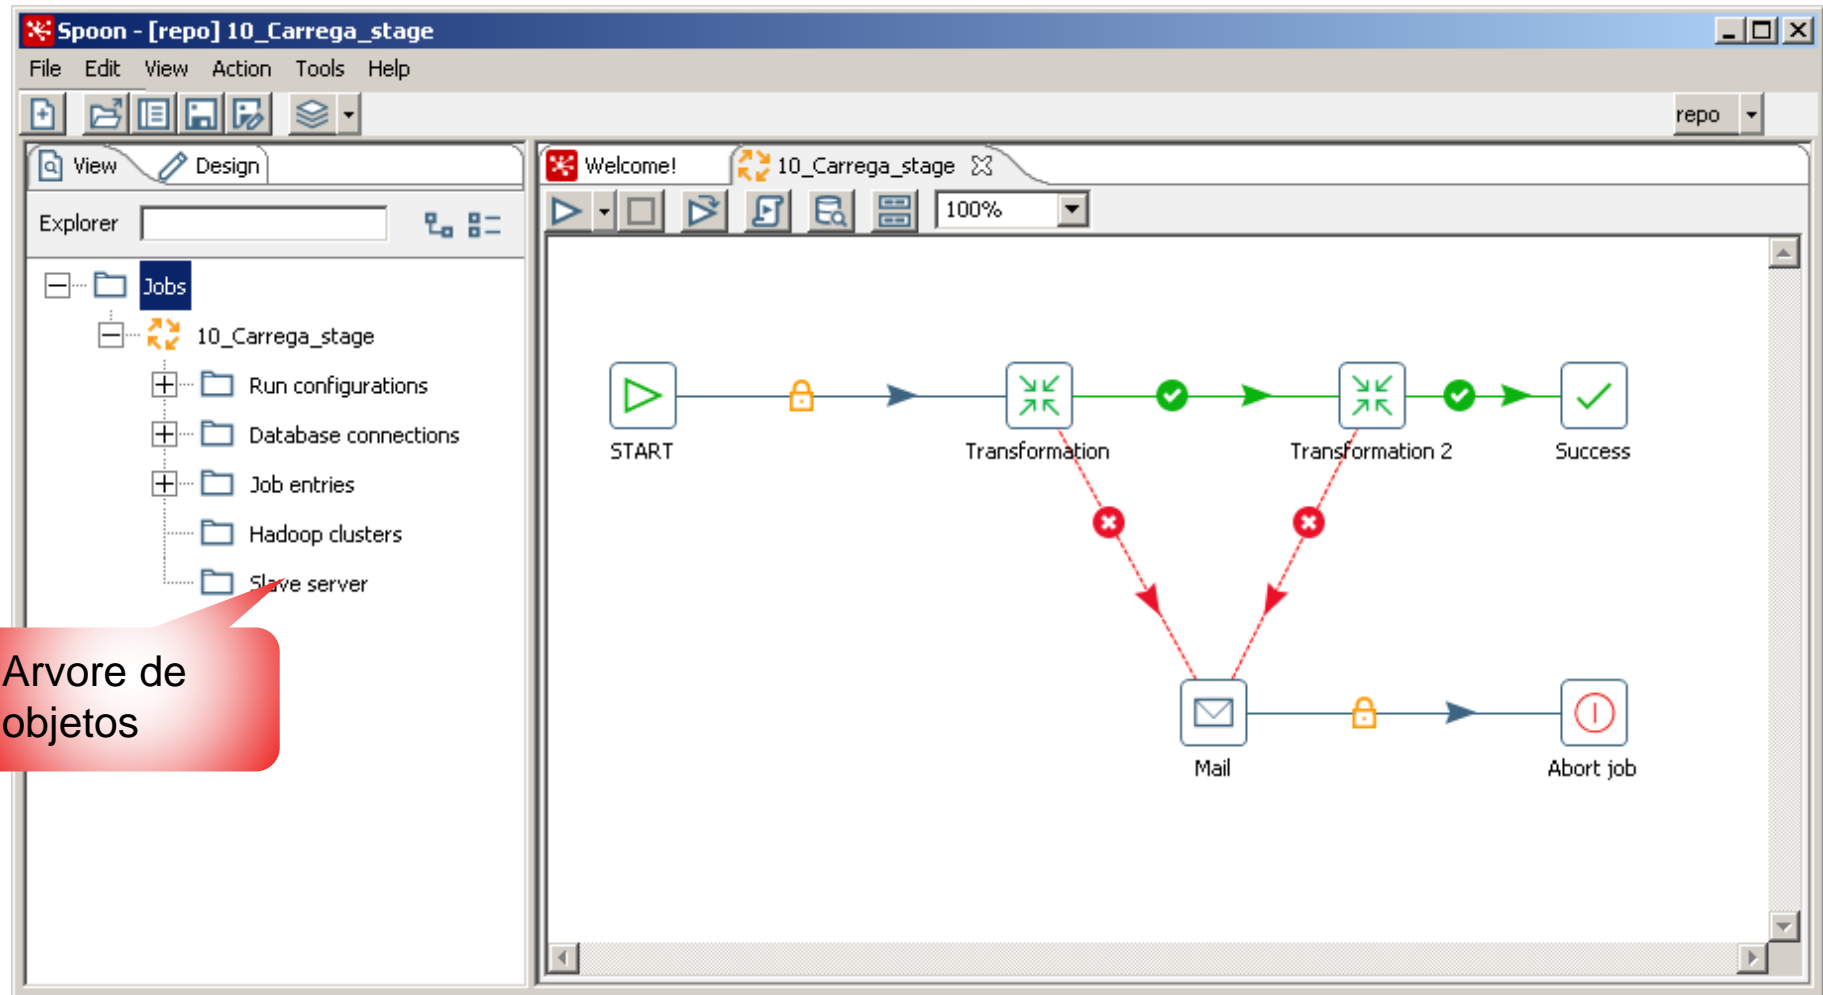 Spoon - [repo] 10_Carrega_stage
File Edit View Action Tools Help
repo
View Design
Welcome! 10_Carrega_stage
Explorer
100%
Jobs
10_Carrega_stage
Run configurations
Database connections
Job entries
Hadoop clusters
Slave server
Arvore de
objetos
START Transformation Transformation 2 Success
Mail Abort job